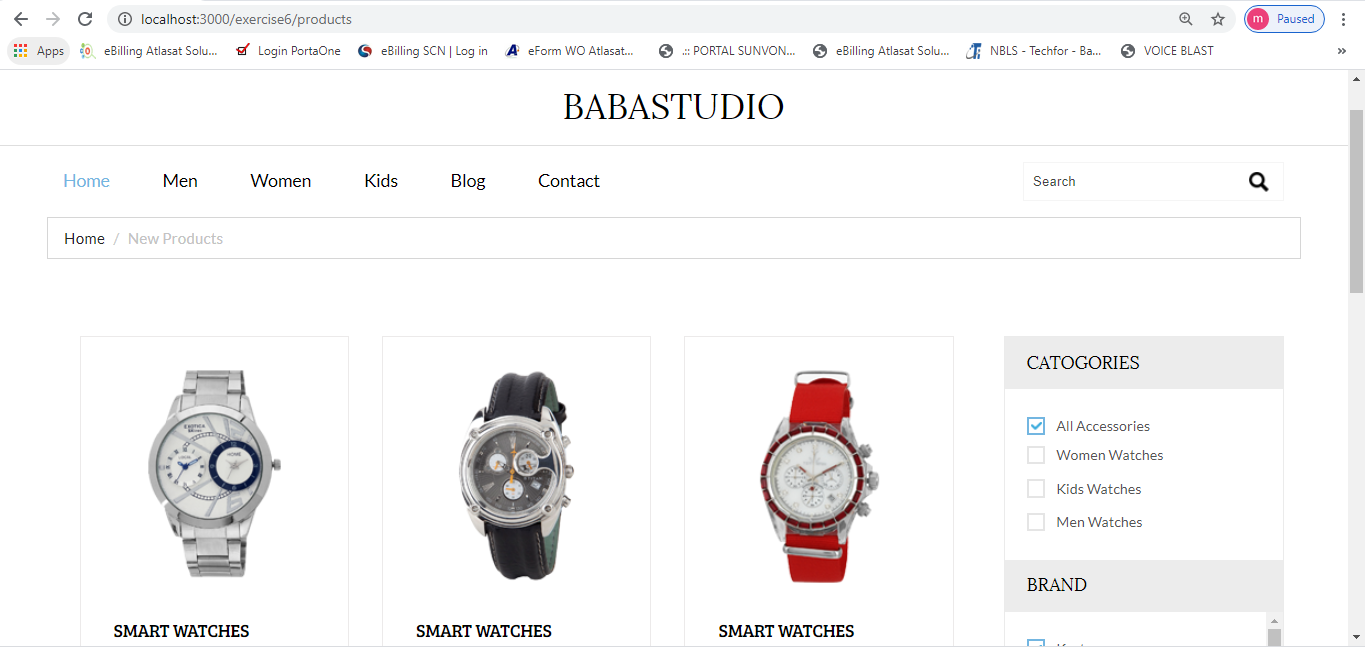 localhost:3000/exercise6/products
m Paused
Apps eBilling Atlasat Solu... Login PortaOne eBilling SCN | Log in eForm WO Atlasat... .:: PORTAL SUNVON... eBilling Atlasat Solu... NBLS - Techfor - Ba... VOICE BLAST »
BABASTUDIO
Home Men Women Kids Blog Contact
Search
Home / New Products
CATOGORIES
All Accessories
Women Watches
Kids Watches
Men Watches
BRAND
EXOTICA
HOME
SMART WATCHES
SMART WATCHES
SMART WATCHES